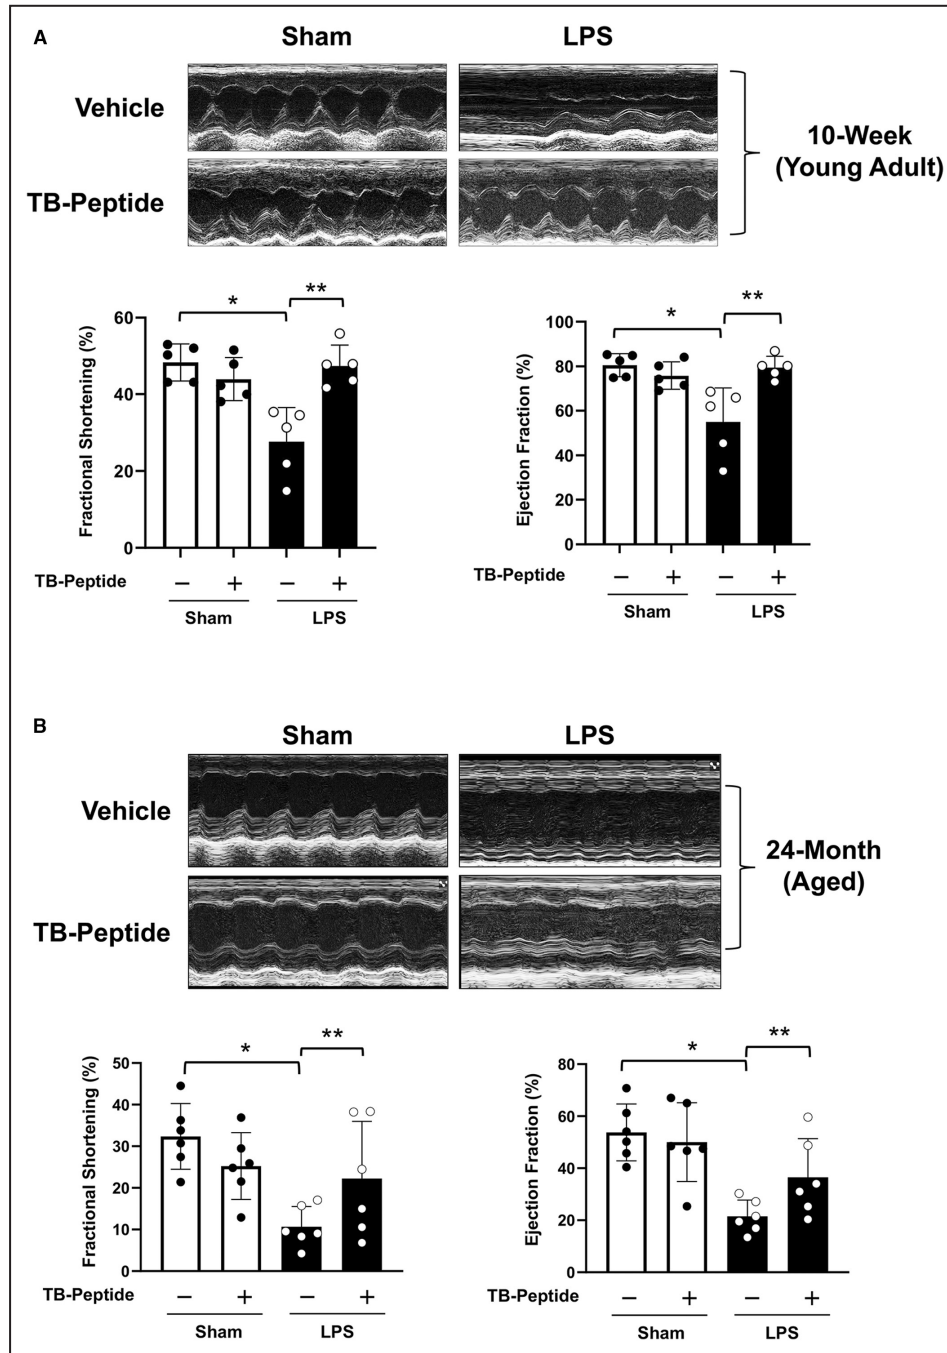 A
Sham LPS
Vehicle
TB-Peptide
10-Week
(Young Adult)
* **
Fractional Shortening (%)
60
40
20
0
TB-Peptide − + − +
Sham LPS
* **
Ejection Fraction (%)
100
80
60
40
20
0
TB-Peptide − + − +
Sham LPS
B
Sham LPS
Vehicle
TB-Peptide
24-Month
(Aged)
* **
Fractional Shortening (%)
50
40
30
20
10
0
TB-Peptide − + − +
Sham LPS
* **
Ejection Fraction (%)
80
60
40
20
0
TB-Peptide − + − +
Sham LPS